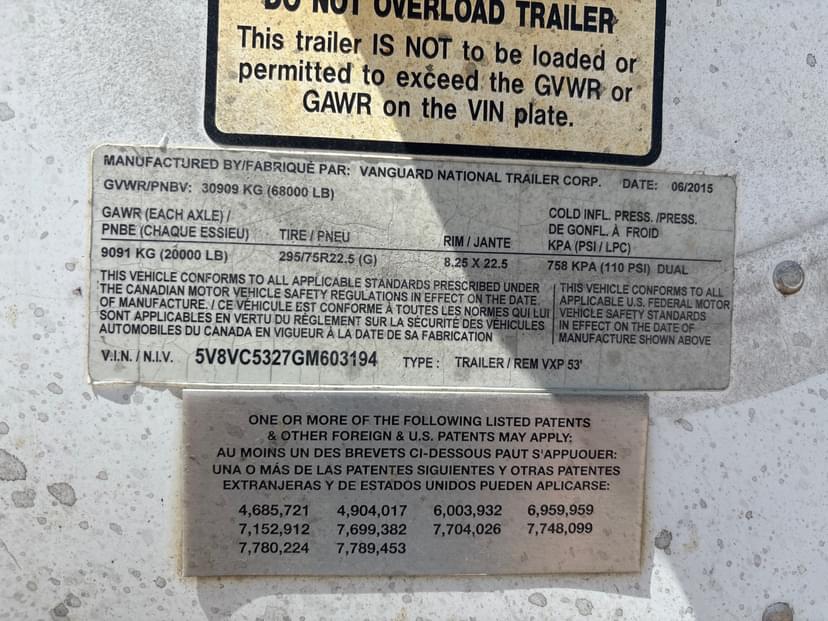 DO NOT OVERLOAD TRAILER
This trailer IS NOT to be loaded or
permitted to exceed the GVWR or
GAWR on the VIN plate.
MANUFACTURED BY/FABRIQUÉ PAR: VANGUARD NATIONAL TRAILER CORP. DATE: 06/2015
GVWR/PNBV: 30909 KG (68000 LB)
GAWR (EACH AXLE) /
PNBE (CHAQUE ESSIEU) TIRE / PNEU RIM / JANTE
COLD INFL. PRESS. /PRESS.
DE GONFL. À FROID
KPA (PSI / LPC)
9091 KG (20000 LB) 295/75R22.5 (G) 8.25 X 22.5 758 KPA (110 PSI) DUAL
THIS VEHICLE CONFORMS TO ALL APPLICABLE STANDARDS PRESCRIBED UNDER
THE CANADIAN MOTOR VEHICLE SAFETY REGULATIONS IN EFFECT ON THE DATE
OF MANUFACTURE. / CE VÉHICULE EST CONFORME À TOUTES LES NORMES QUI LUI
SONT APPLICABLES EN VERTU DU RÈGLEMENT SUR LA SÉCURITÉ DES VÉHICULES
AUTOMOBILES DU CANADA EN VIGUEUR À LA DATE DE SA FABRICATION
THIS VEHICLE CONFORMS TO ALL
APPLICABLE U.S. FEDERAL MOTOR
VEHICLE SAFETY STANDARDS
IN EFFECT ON THE DATE OF
MANUFACTURE SHOWN ABOVE
V.I.N. / N.I.V. 5V8VC5327GM603194 TYPE : TRAILER / REM VXP 53'
ONE OR MORE OF THE FOLLOWING LISTED PATENTS
& OTHER FOREIGN & U.S. PATENTS MAY APPLY:
AU MOINS UN DES BREVETS CI-DESSOUS PAUT S'APPUOUER:
UNA O MÁS DE LAS PATENTES SIGUIENTES Y OTRAS PATENTES
EXTRANJERAS Y DE ESTADOS UNIDOS PUEDEN APLICARSE:
4,685,721 4,904,017 6,003,932 6,959,959
7,152,912 7,699,382 7,704,026 7,748,099
7,780,224 7,789,453